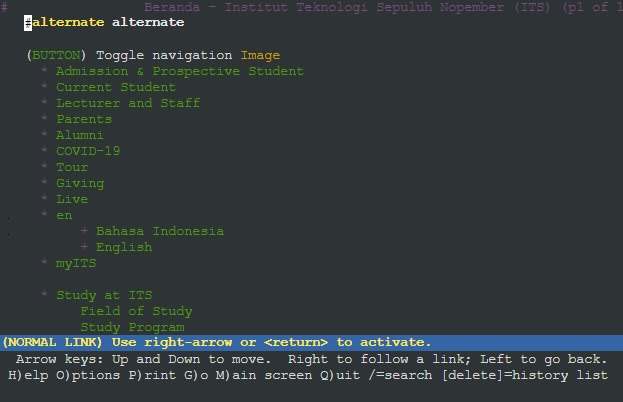 # Beranda - Institut Teknologi Sepuluh Nopember (ITS) (p1 of 1
#alternate alternate
(BUTTON) Toggle navigation Image
* Admission & Prospective Student
* Current Student
* Lecturer and Staff
* Parents
* Alumni
* COVID-19
* Tour
* Giving
* Live
* en
+ Bahasa Indonesia
+ English
* myITS
* Study at ITS
Field of Study
Study Program
(NORMAL LINK) Use right-arrow or <return> to activate.
Arrow keys: Up and Down to move. Right to follow a link; Left to go back.
H)elp O)ptions P)rint G)o M)ain screen Q)uit /=search [delete]=history list